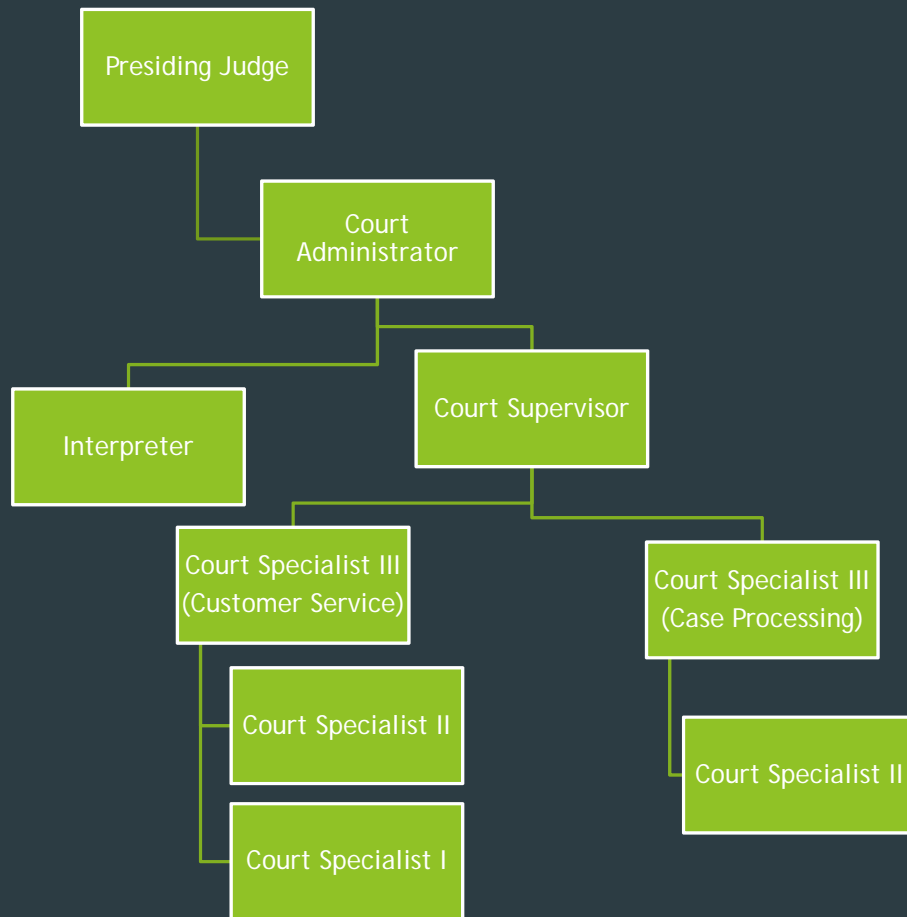 Presiding Judge
Court
Administrator
Interpreter
Court Supervisor
Court Specialist III
(Customer Service)
Court Specialist II
Court Specialist I
Court Specialist III
(Case Processing)
Court Specialist II